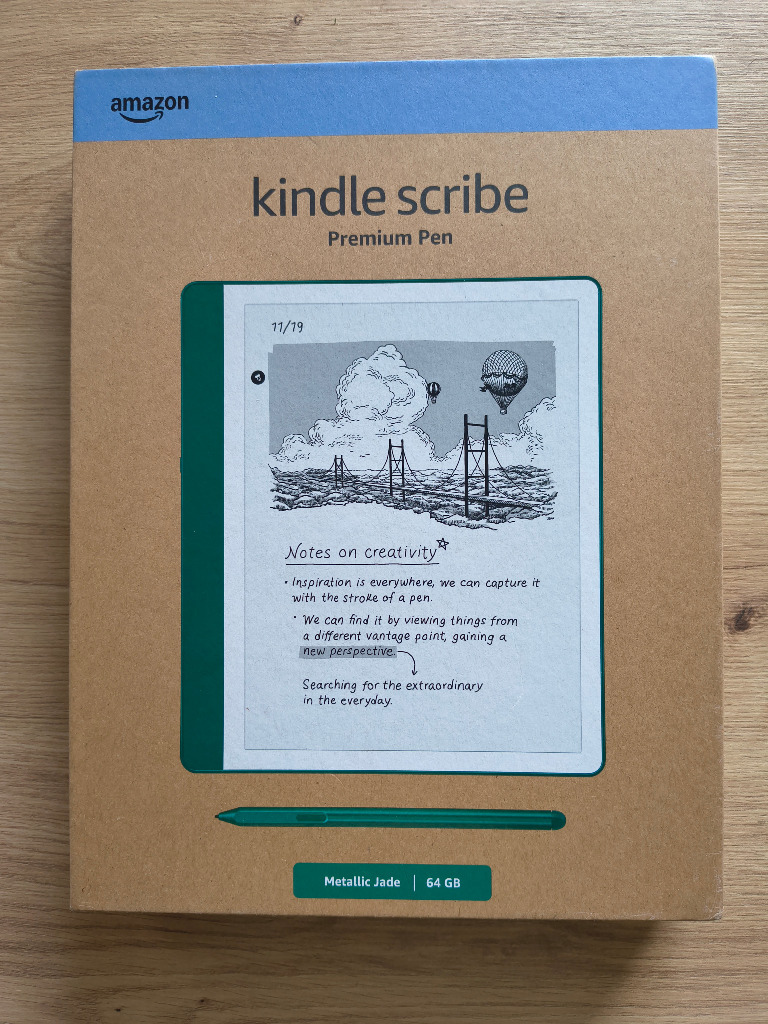 amazon
kindle scribe
Premium Pen
11/19
Notes on creativity
• Inspiration is everywhere, we can capture it
with the stroke of a pen.
• We can find it by viewing things from
a different vantage point, gaining a
new perspective.
Searching for the extraordinary
in the everyday.
Metallic Jade | 64 GB